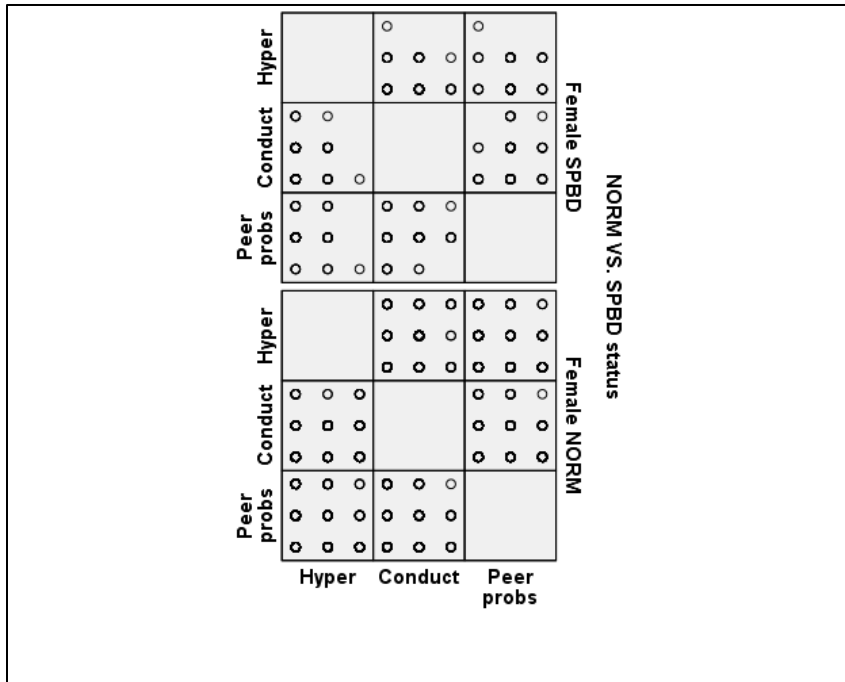 Hyper
Conduct
Peer
probs
Female SPBD
Hyper
Conduct
Peer
probs
Female NORM
NORM VS. SPBD status
Hyper
Conduct
Peer
probs